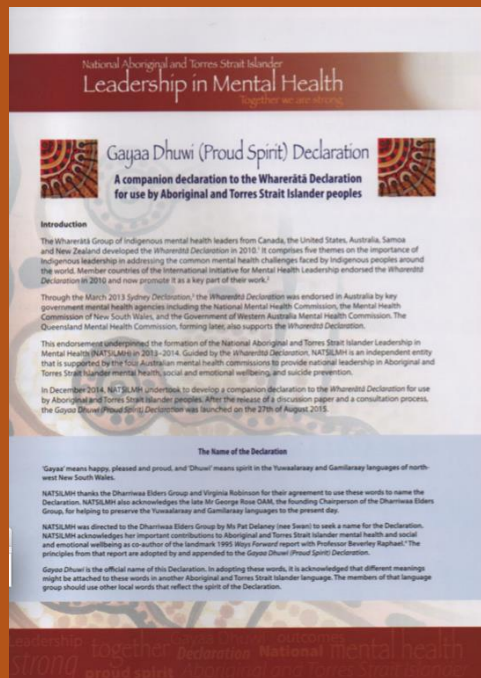 National Aboriginal and Torres Strait Islander
Leadership in Mental Health
Together we are strong
Gayaa Dhuwi (Proud Spirit) Declaration
A companion declaration to the Wharerātā Declaration
for use by Aboriginal and Torres Strait Islander peoples
Introduction
The Wharerātā Group of indigenous mental health leaders from Canada, the United States, Australia, Samoa
and New Zealand developed the Wharerātā Declaration in 2010.¹ It comprises five themes on the importance of
Indigenous leadership in addressing the common mental health challenges faced by Indigenous peoples around
the world. Member countries of the International Initiative for Mental Health Leadership endorsed the Wharerātā
Declaration in 2010 and now promote it as a key part of their work.²
Through the March 2013 Sydney Declaration,³ the Wharerātā Declaration was endorsed in Australia by key
government mental health agencies including the National Mental Health Commission, the Mental Health
Commission of New South Wales, and the Government of Western Australia Mental Health Commission. The
Queensland Mental Health Commission, forming later, also supports the Wharerātā Declaration.
This endorsement underpinned the formation of the National Aboriginal and Torres Strait Islander Leadership in
Mental Health (NATSILMH) in 2013–2014. Guided by the Wharerātā Declaration, NATSILMH is an independent entity
that is supported by the four Australian mental health commissions to provide national leadership in Aboriginal and
Torres Strait Islander mental health, social and emotional wellbeing, and suicide prevention.
In December 2014, NATSILMH undertook to develop a companion declaration to the Wharerātā Declaration for use
by Aboriginal and Torres Strait Islander peoples. After the release of a discussion paper and a consultation process,
the Gayaa Dhuwi (Proud Spirit) Declaration was launched on the 27th of August 2015.
The Name of the Declaration
'Gayaa' means happy, pleased and proud, and 'Dhuwi' means spirit in the Yuwaalaraay and Gamilaraay languages of north-
west New South Wales.
NATSILMH thanks the Dharriwaa Elders Group and Virginia Robinson for their agreement to use these words to name the
Declaration. NATSILMH also acknowledges the late Mr George Rose OAM, the founding Chairperson of the Dharriwaa Elders
Group, for helping to preserve the Yuwaalaraay and Gamilaraay languages to the present day.
NATSILMH was directed to the Dharriwaa Elders Group by Ms Pat Delaney (nee Swan) to seek a name for the Declaration.
NATSILMH acknowledges her important contributions to Aboriginal and Torres Strait Islander mental health and social
and emotional wellbeing as co-author of the landmark 1995 Ways Forward report with Professor Beverley Raphael.⁴ The
principles from that report are adopted by and appended to the Gayaa Dhuwi (Proud Spirit) Declaration.
Gayaa Dhuwi is the official name of this Declaration. In adopting these words, it is acknowledged that different meanings
might be attached to these words in another Aboriginal and Torres Strait Islander language. The members of that language
group should use other local words that reflect the spirit of the Declaration.
Leadership together Gayaa Dhuwi outcomes
Declaration National mental health
strong proud spirit Aboriginal and Torres Strait Islander